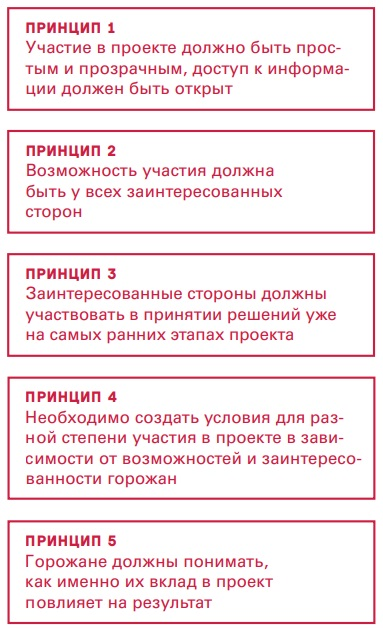 ПРИНЦИП 1
Участие в проекте должно быть прос-
тым и прозрачным, доступ к информа-
ции должен быть открыт
ПРИНЦИП 2
Возможность участия должна
быть у всех заинтересованных
сторон
ПРИНЦИП 3
Заинтересованные стороны должны
участвовать в принятии решений уже
на самых ранних этапах проекта
ПРИНЦИП 4
Необходимо создать условия для раз-
ной степени участия в проекте в зави-
симости от возможностей и заинтересо-
ванности горожан
ПРИНЦИП 5
Горожане должны понимать,
как именно их вклад в проект
повлияет на результат